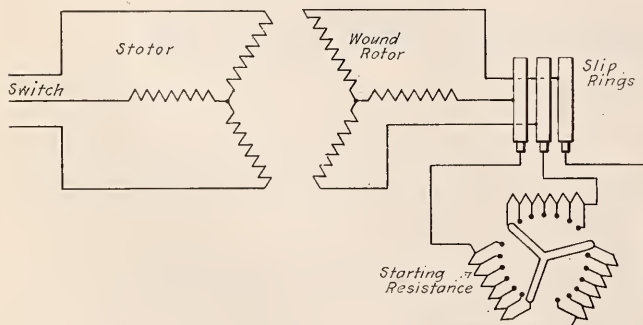 Stotor
Wound
Rotor
Slip
Rings
Switch
Starting
Resistance